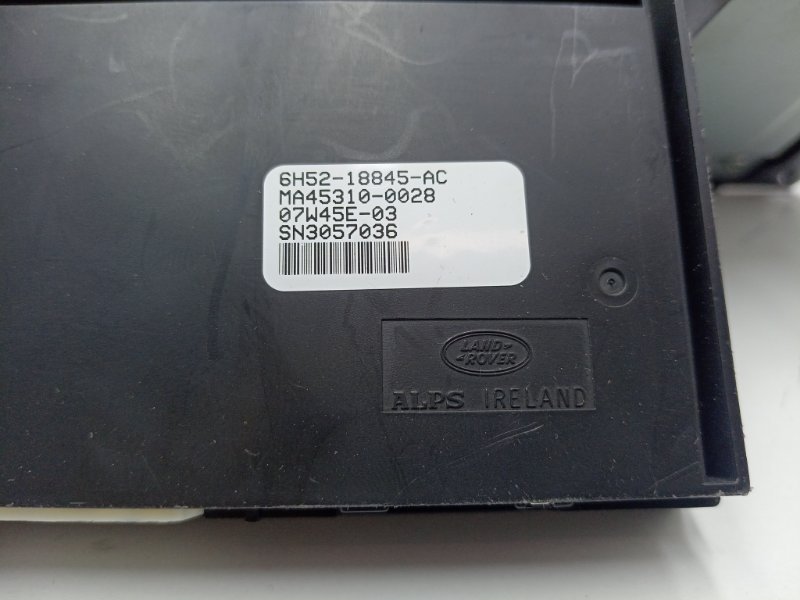 6H52-18845-AC
MA45310-0028
07W45E-03
SN3057036
LAND-
-ROVER
ALPS IRELAND